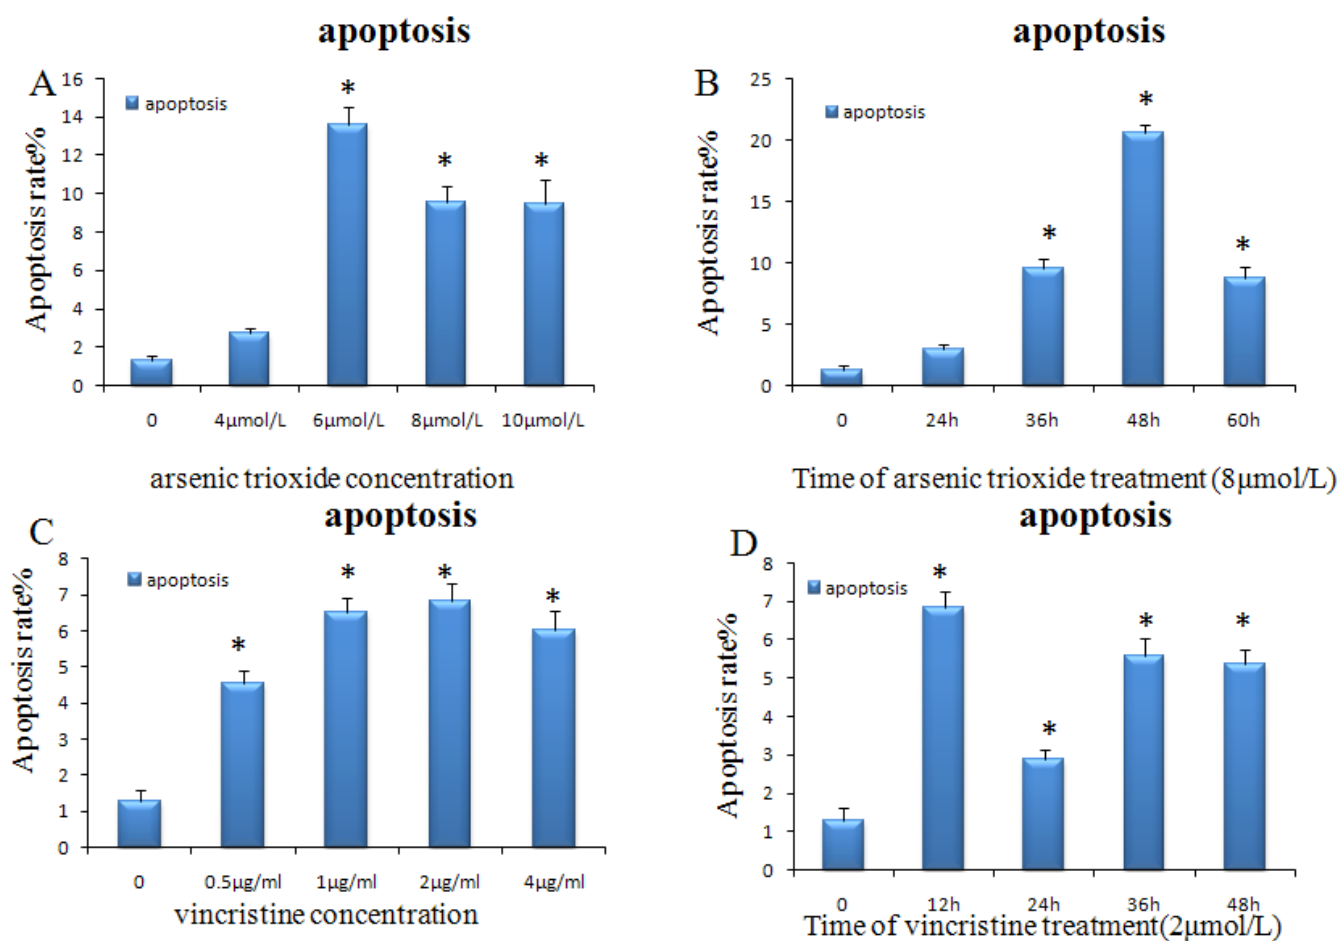 apoptosis
A
apoptosis
Apoptosis rate%
16
14
12
10
8
6
4
2
0
*
*
*
0 4μmol/L 6μmol/L 8μmol/L 10μmol/L
arsenic trioxide concentration
apoptosis
B
apoptosis
Apoptosis rate%
25
20
15
10
5
0
*
*
*
0 24h 36h 48h 60h
Time of arsenic trioxide treatment (8μmol/L)
apoptosis
C
apoptosis
Apoptosis rate%
8
7
6
5
4
3
2
1
0
*
*
*
*
0 0.5μg/ml 1μg/ml 2μg/ml 4μg/ml
vincristine concentration
apoptosis
D
apoptosis
Apoptosis rate%
8
7
6
5
4
3
2
1
0
*
*
*
*
0 12h 24h 36h 48h
Time of vincristine treatment(2μmol/L)